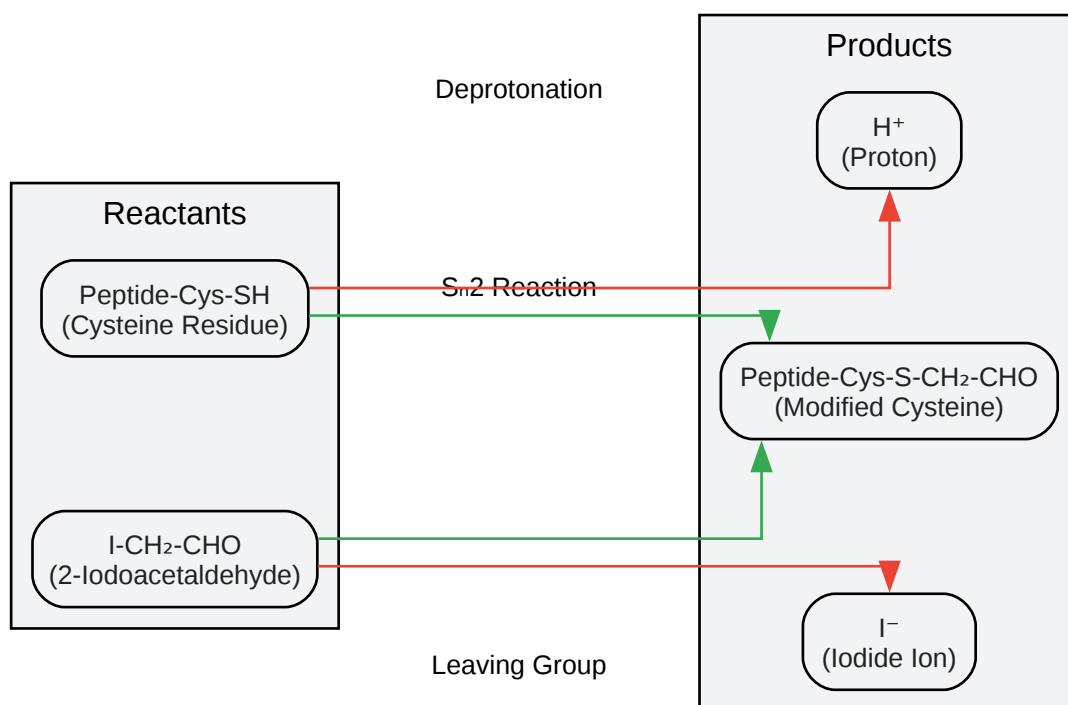 Products
Deprotonation
H⁺
(Proton)
Reactants
Peptide-Cys-SH
(Cysteine Residue)
Sₙ2 Reaction
Peptide-Cys-S-CH₂-CHO
(Modified Cysteine)
I-CH₂-CHO
(2-Iodoacetaldehyde)
I⁻
(Iodide Ion)
Leaving Group